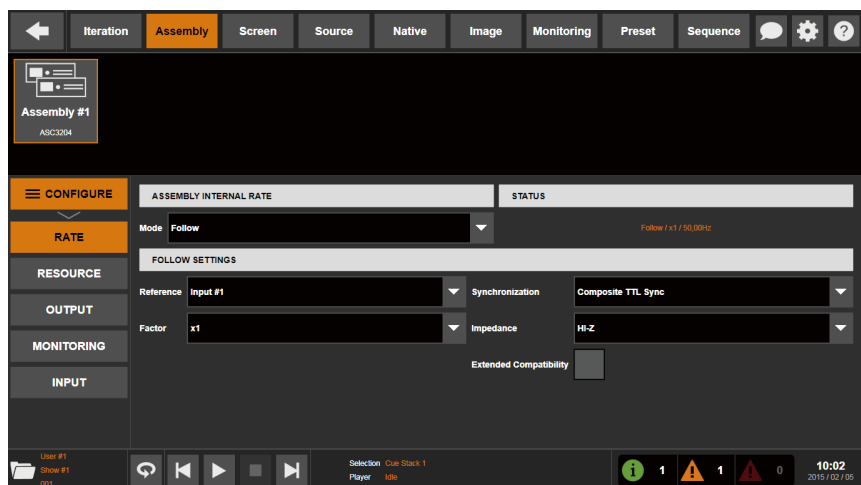 Iteration Assembly Screen Source Native Image Monitoring Preset Sequence ?
Assembly #1
ASC3204
CONFIGURE
RATE
RESOURCE
OUTPUT
MONITORING
INPUT
ASSEMBLY INTERNAL RATE
STATUS
Mode Follow
Follow / x1 / 50,00Hz
FOLLOW SETTINGS
Reference Input #1
Synchronization Composite TTL Sync
Factor x1
Impedance HI-Z
Extended Compatibility
User #1
Show #1
001
Selection Cue Stack 1
Player Idle
i 1
! 1
! 0
10:02
2015 / 02 / 05